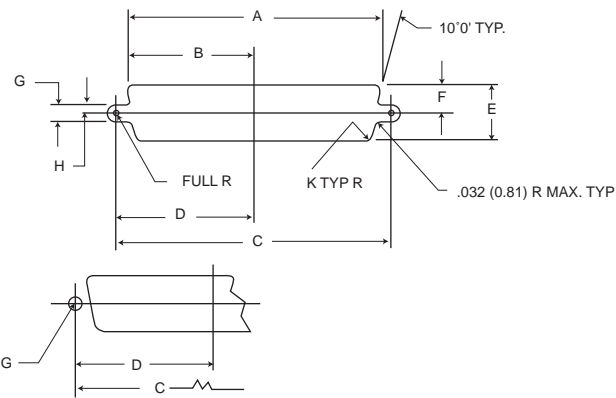 A
10°0' TYP.
B
G
F
E
H
FULL R
K TYP R
.032 (0.81) R MAX. TYP
D
C
G
D
C